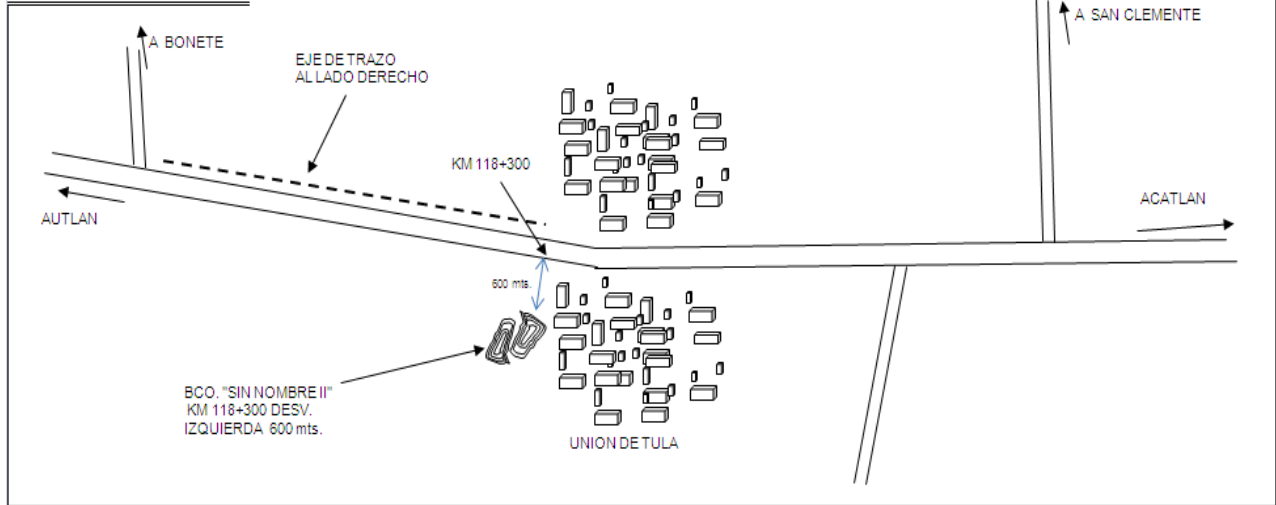 A SAN CLEMENTE
A BONETE
EJE DE TRAZO
AL LADO DERECHO
KM 118+300
AUTLAN
ACATLAN
600 mts.
BCO. "SIN NOMBRE II"
KM 118+300 DESV.
IZQUIERDA 600 mts.
UNION DE TULA